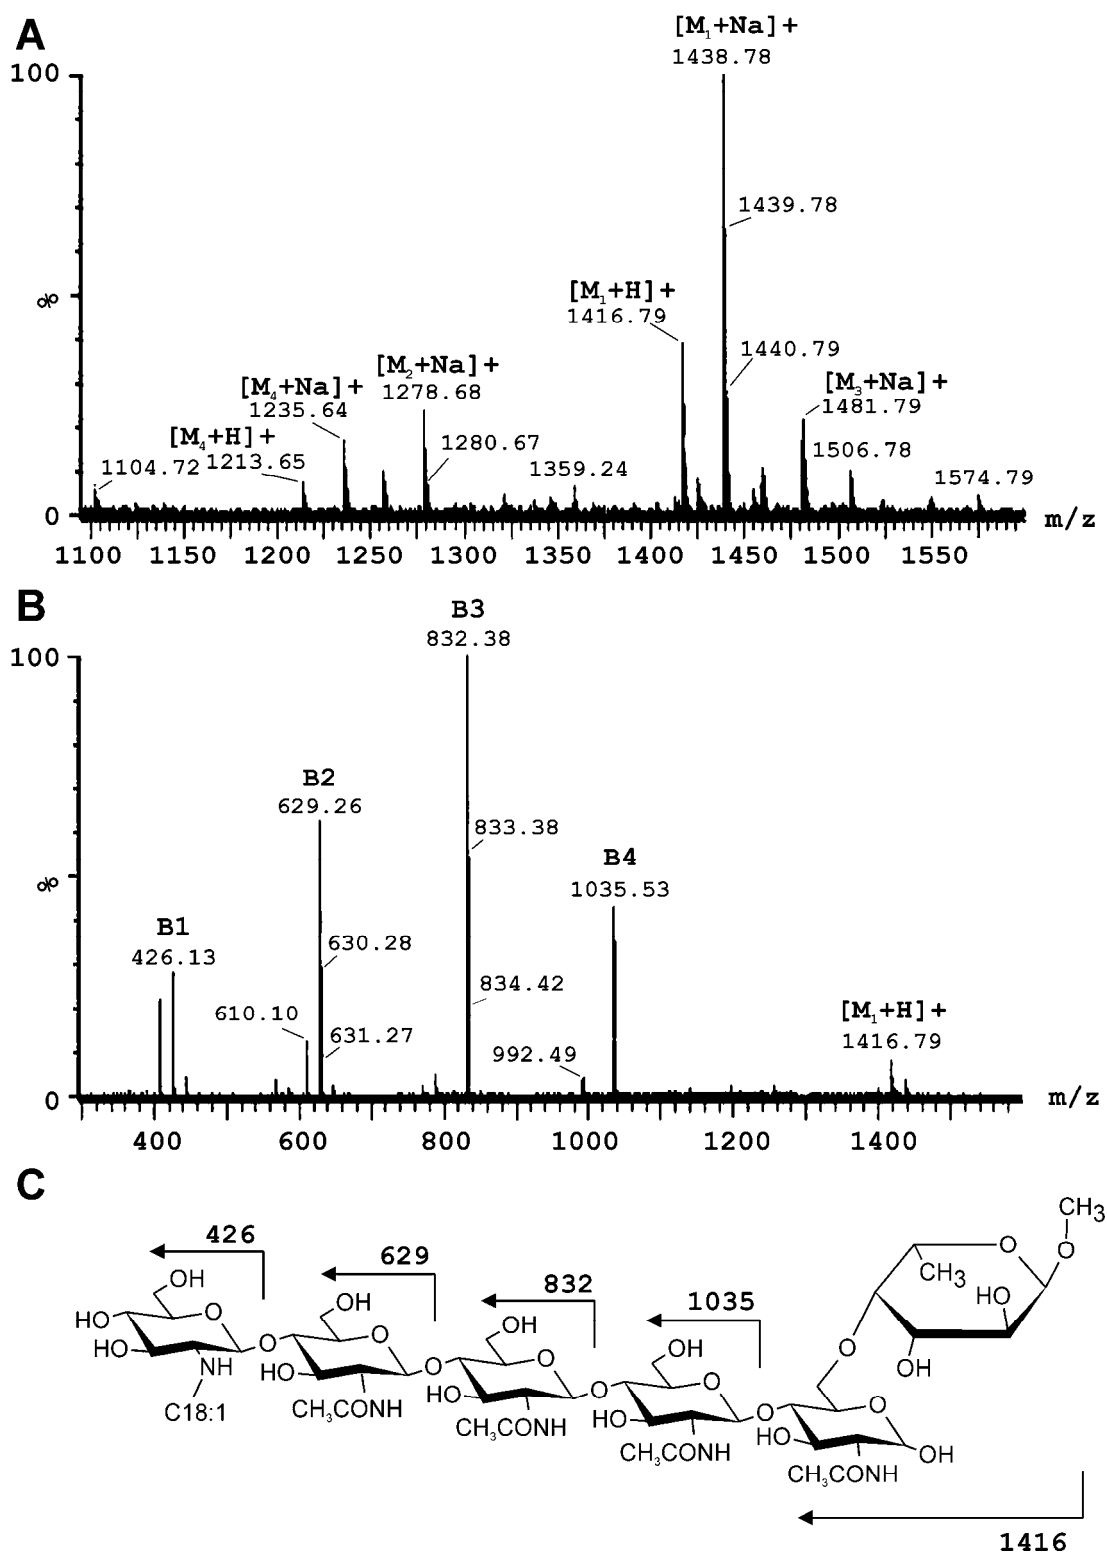 A
[M₁+Na]+
1438.78
100
1439.78
[M₁+H]+
1416.79
%
1440.79
[M₂+Na]+
1278.68
[M₃+Na]+
1481.79
[M₄+Na]+
1235.64
[M₄+H]+
1213.65
1104.72
1280.67
1359.24
1506.78
1574.79
0
m/z
1100 1150 1200 1250 1300 1350 1400 1450 1500 1550
B
B3
832.38
100
B2
629.26
833.38
B4
1035.53
%
B1
426.13
630.28
834.42
610.10
631.27
[M₁+H]+
1416.79
992.49
0
m/z
400 600 800 1000 1200 1400
C
426
629
832
1035
CH3
O
O
CH3
HO
OH
O
OH
O
HO
HO
O
NH
C18:1
OH
O
HO
O
CH₃CONH
OH
O
HO
O
CH₃CONH
OH
O
HO
O
CH₃CONH
O
HO
OH
CH₃CONH
1416